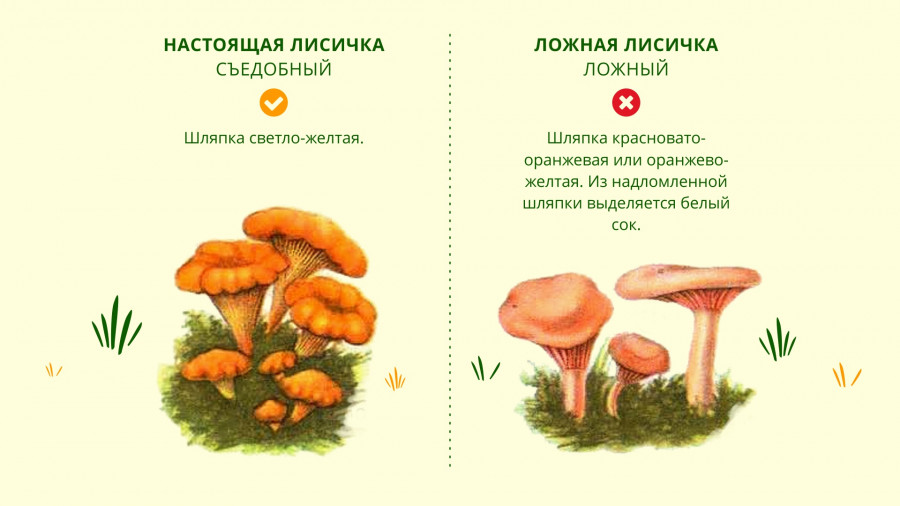 НАСТОЯЩАЯ ЛИСИЧКА
СЪЕДОБНЫЙ
Шляпка светло-желтая.
ЛОЖНАЯ ЛИСИЧКА
ЛОЖНЫЙ
Шляпка красновато-
оранжевая или оранжево-
желтая. Из надломленной
шляпки выделяется белый
сок.